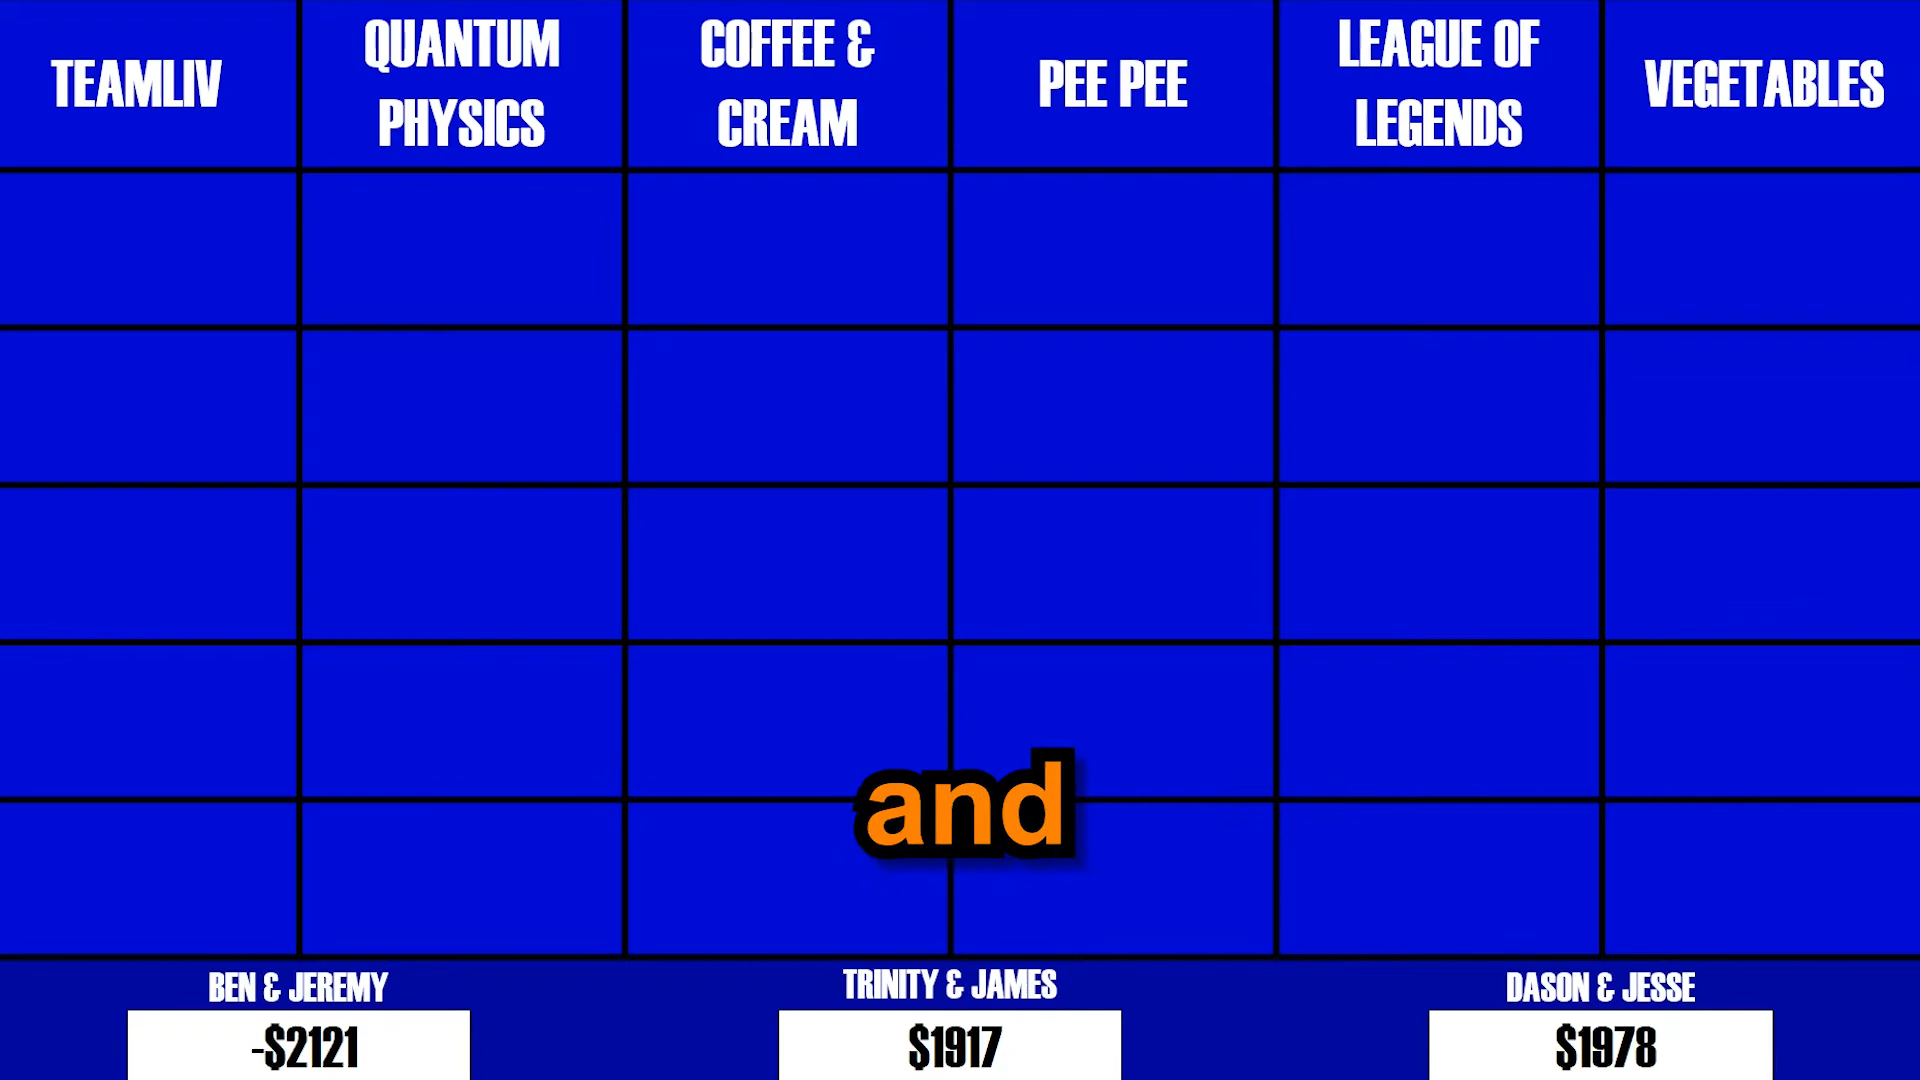 TEAMLIV
QUANTUM
PHYSICS
COFFEE &
CREAM
PEE PEE
LEAGUE OF
LEGENDS
VEGETABLES
and
BEN & JEREMY
-$2121
TRINITY & JAMES
$1917
DASON & JESSE
$1978